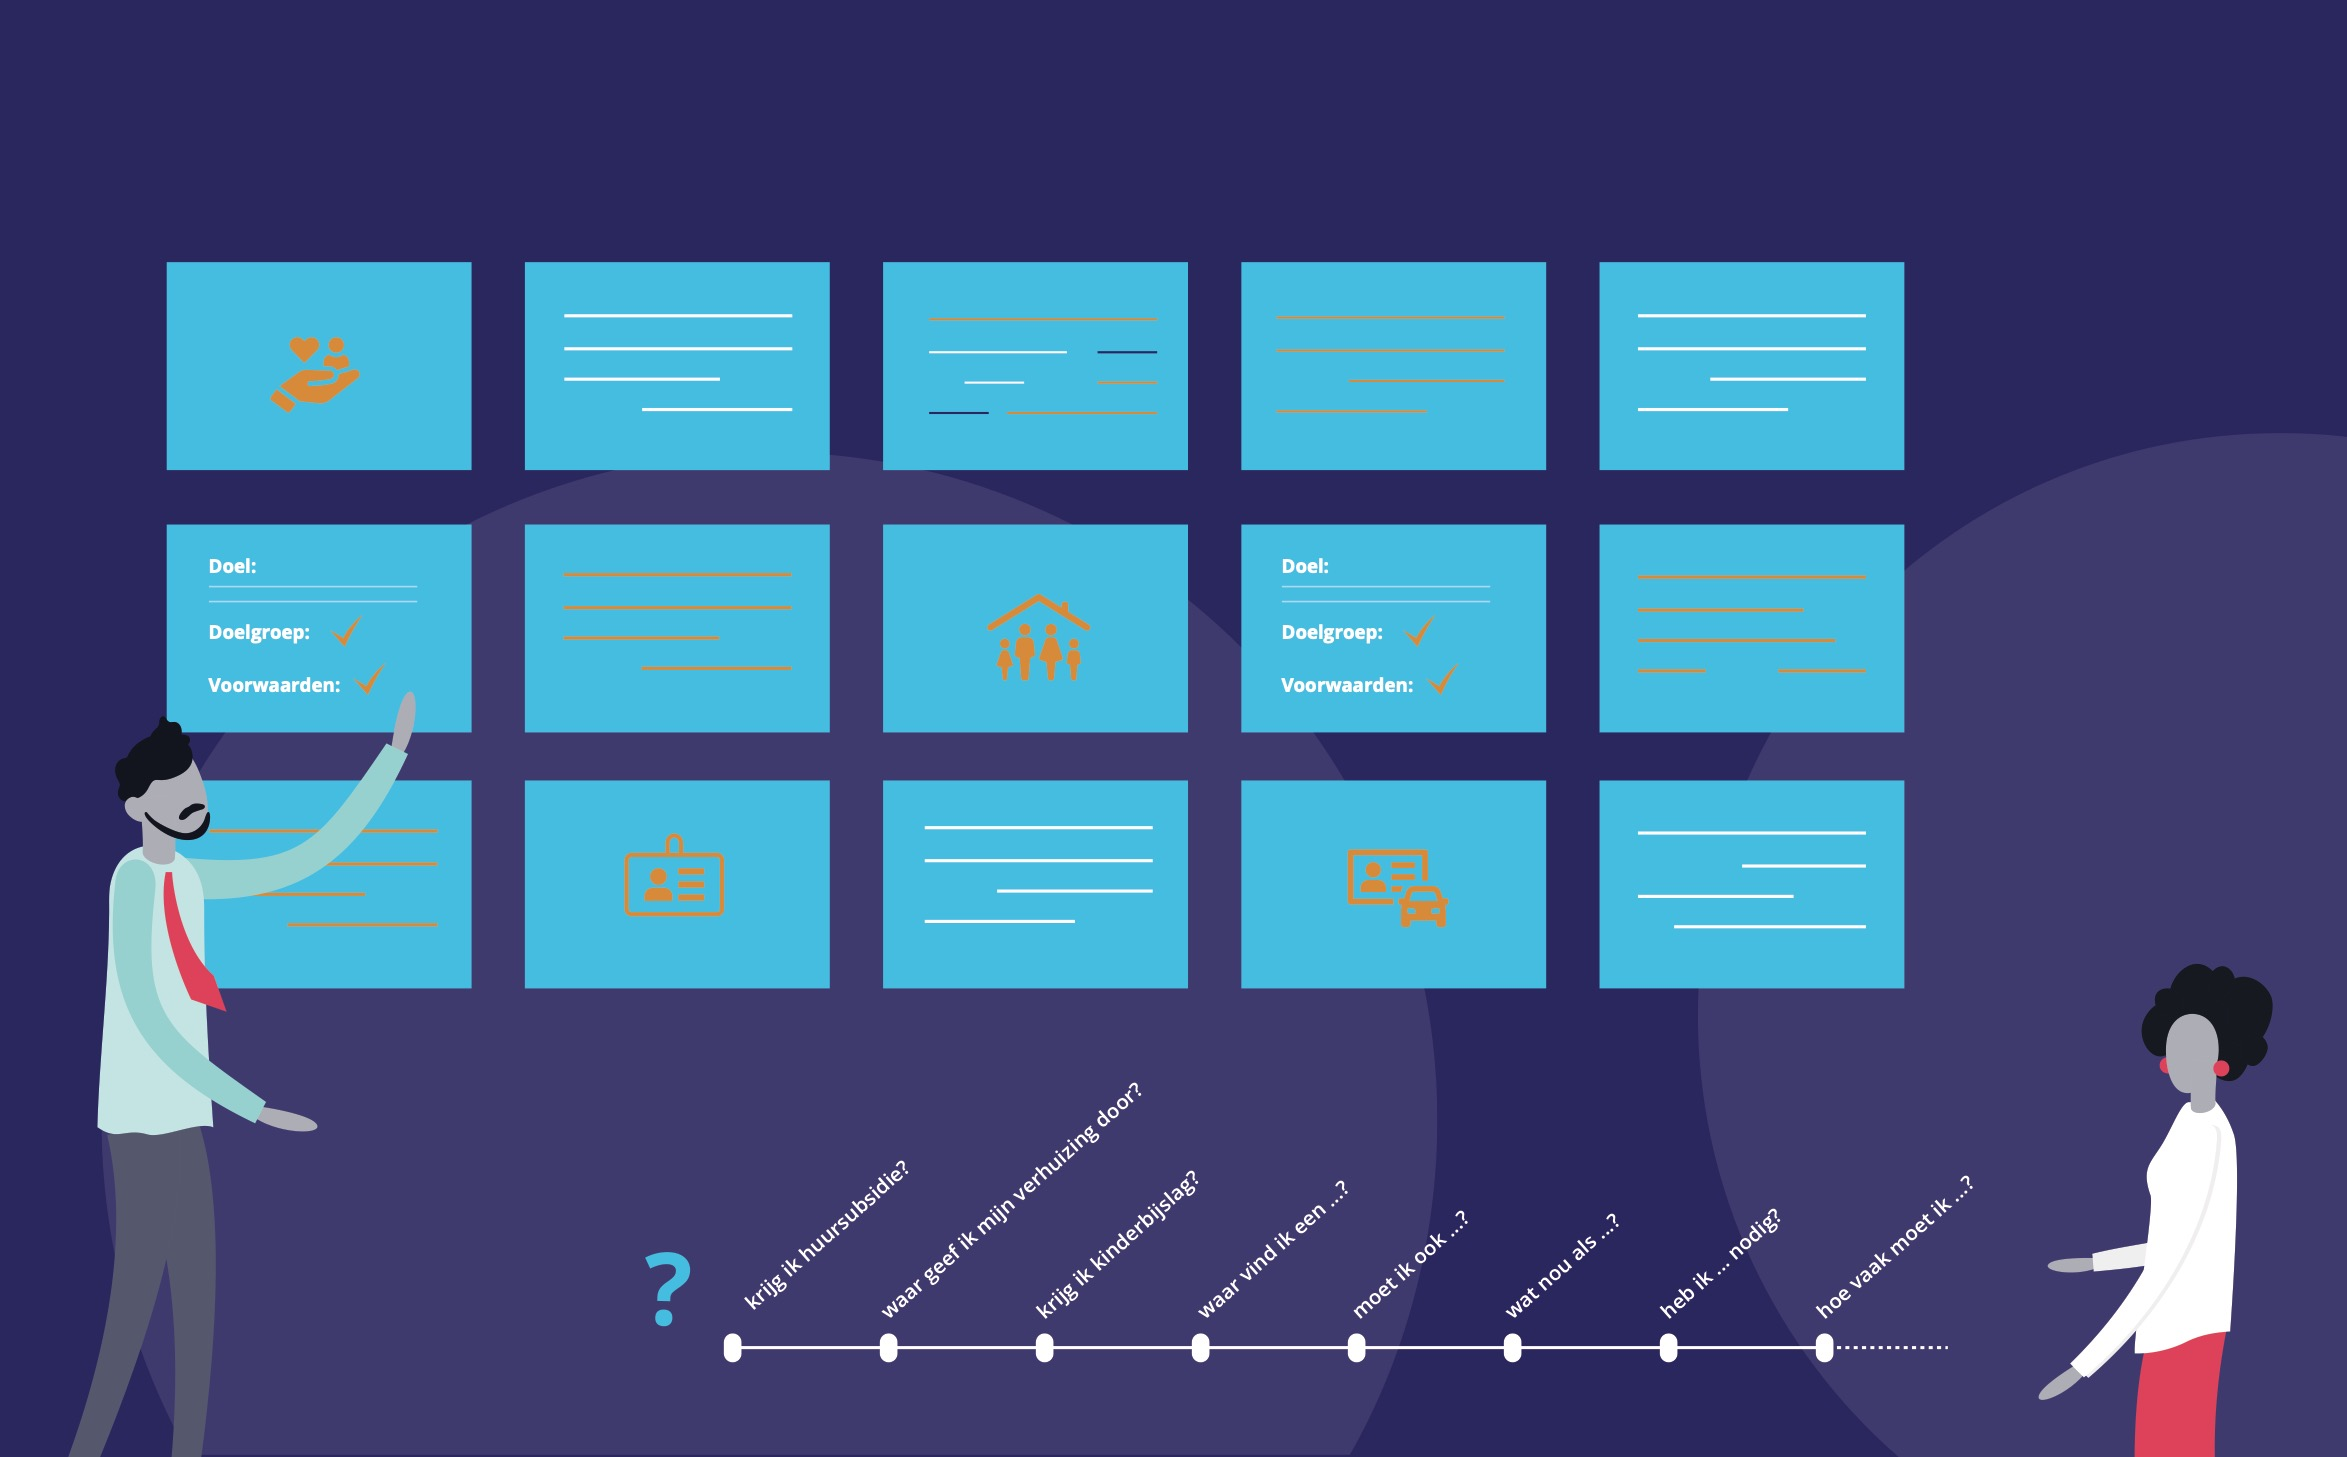 Doel:
Doelgroep:
Voorwaarden:
Doel:
Doelgroep:
Voorwaarden:
?
krijg ik huursubsidie?
waar geef ik mijn verhuizing door?
krijg ik kinderbijslag?
waar vind ik een ...?
moet ik ook ...?
wat nou als ...?
heb ik ... nodig?
hoe vaak moet ik ...?